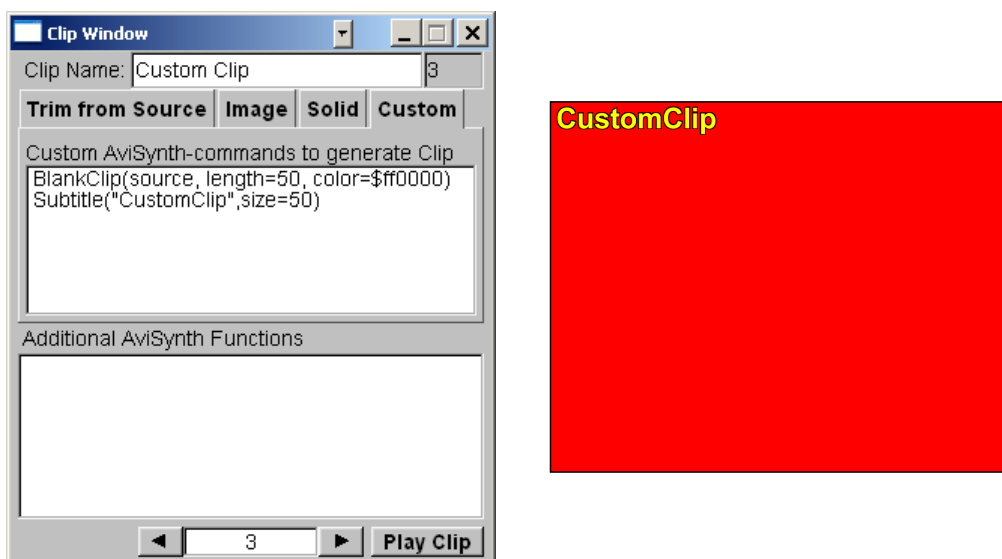 Clip Window
Clip Name: Custom Clip 3
Trim from Source Image Solid Custom
Custom AviSynth-commands to generate Clip
BlankClip(source, length=50, color=$ff0000)
Subtitle("CustomClip",size=50)
Additional AviSynth Functions
3 Play Clip
CustomClip